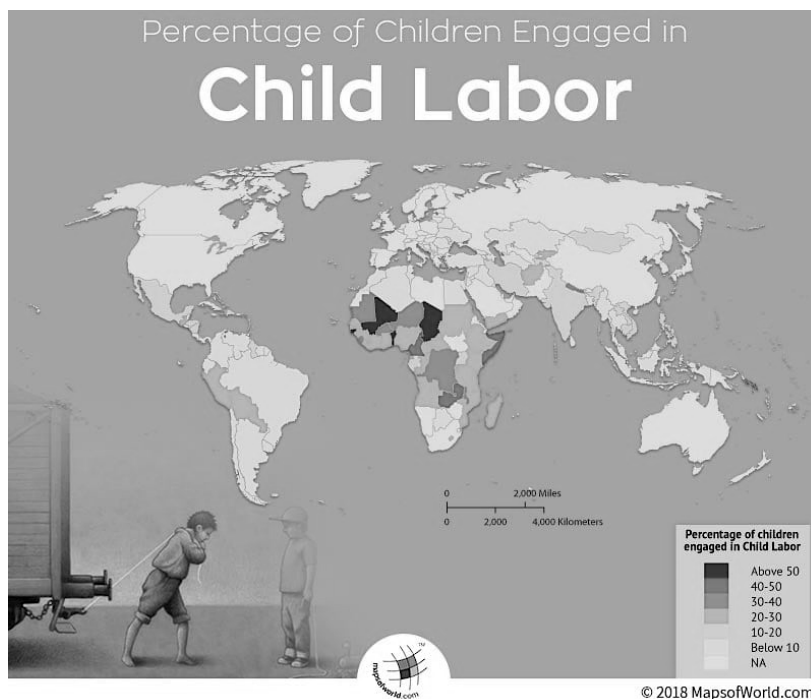 Percentage of Children Engaged in
Child Labor
0 2,000 Miles
0 2,000 4,000 Kilometers
Percentage of children
engaged in Child Labor
Above 50
40-50
30-40
20-30
10-20
Below 10
NA
mapsofworld.com
TM
© 2018 MapsofWorld.com